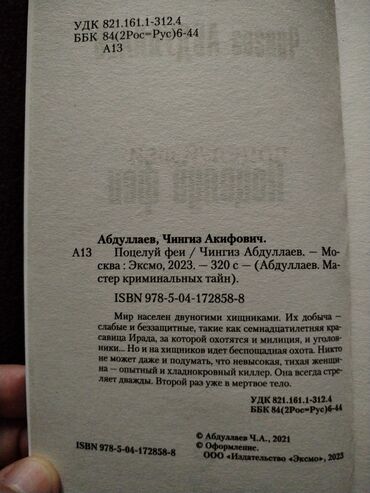 УДК 821.161.1-312.4
ББК 84(2Рос=Рус)6-44
А13
Абдуллаев, Чингиз Акифович.
А13 Поцелуй феи / Чингиз Абдуллаев. — Мо-
сква : Эксмо, 2023. — 320 с — (Абдуллаев. Ма-
стер криминальных тайн).
ISBN 978-5-04-172858-8
Мир населен двуногими хищниками. Их добыча –
слабые и беззащитные, такие как семнадцатилетняя кра-
савица Ирада, за которой охотятся и милиция, и уголов-
ники... Но и на хищников идет беспощадная охота. Никто
не может даже и подумать, что невысокая, тихая женщи-
на – опытный и хладнокровный киллер. Она всегда стре-
ляет дважды. Второй раз уже в мертвое тело.
УДК 821.161.1-312.4
ББК 84(2Рос=Рус)6-44
© Абдуллаев Ч.А., 2021
© Оформление.
ISBN 978-5-04-172858-8 ООО «Издательство «Эксмо», 2023